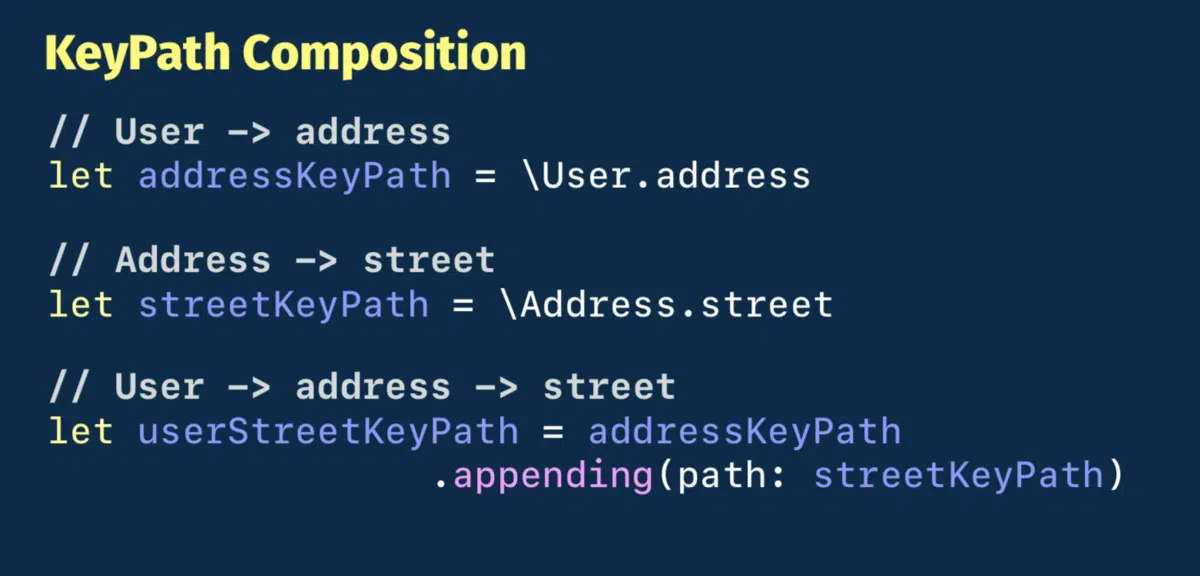 KeyPath Composition
// User -> address
let addressKeyPath = \User.address
// Address -> street
let streetKeyPath = \Address.street
// User -> address -> street
let userStreetKeyPath = addressKeyPath
.appending(path: streetKeyPath)